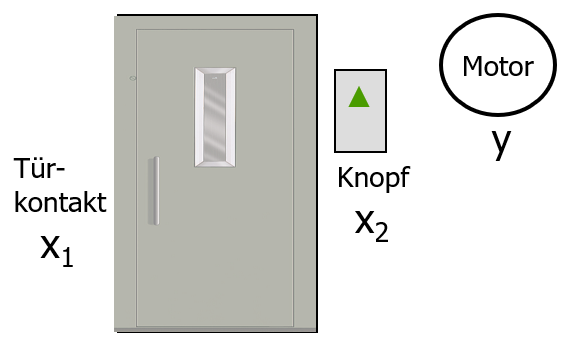 Tür-
kontakt
x₁
Knopf
x₂
Motor
y